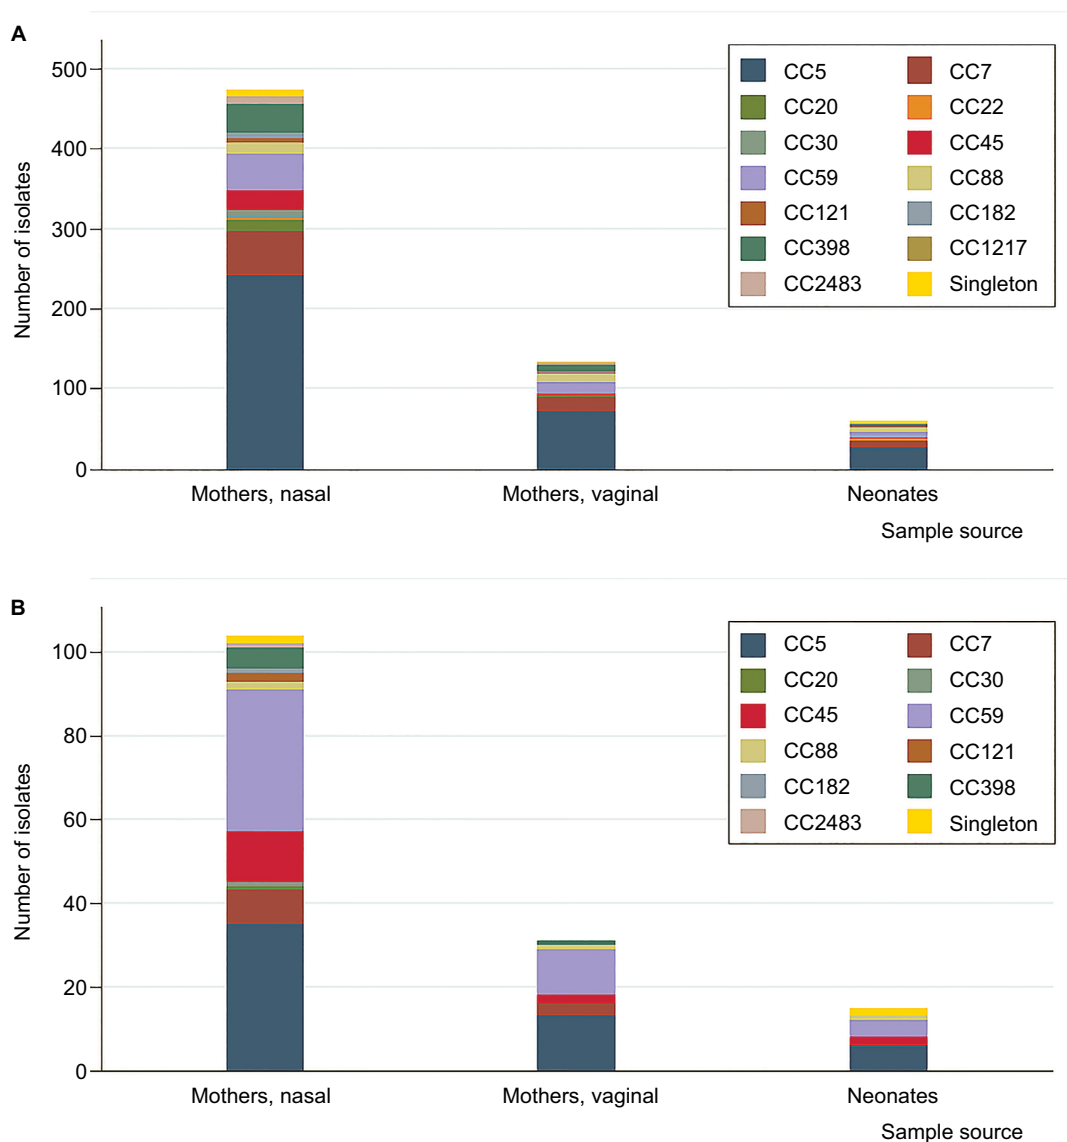 A
500
400
300
200
100
0
Number of isolates
CC5 CC7
CC20 CC22
CC30 CC45
CC59 CC88
CC121 CC182
CC398 CC1217
CC2483 Singleton
Mothers, nasal Mothers, vaginal Neonates
Sample source
B
100
80
60
40
20
0
Number of isolates
CC5 CC7
CC20 CC30
CC45 CC59
CC88 CC121
CC182 CC398
CC2483 Singleton
Mothers, nasal Mothers, vaginal Neonates
Sample source